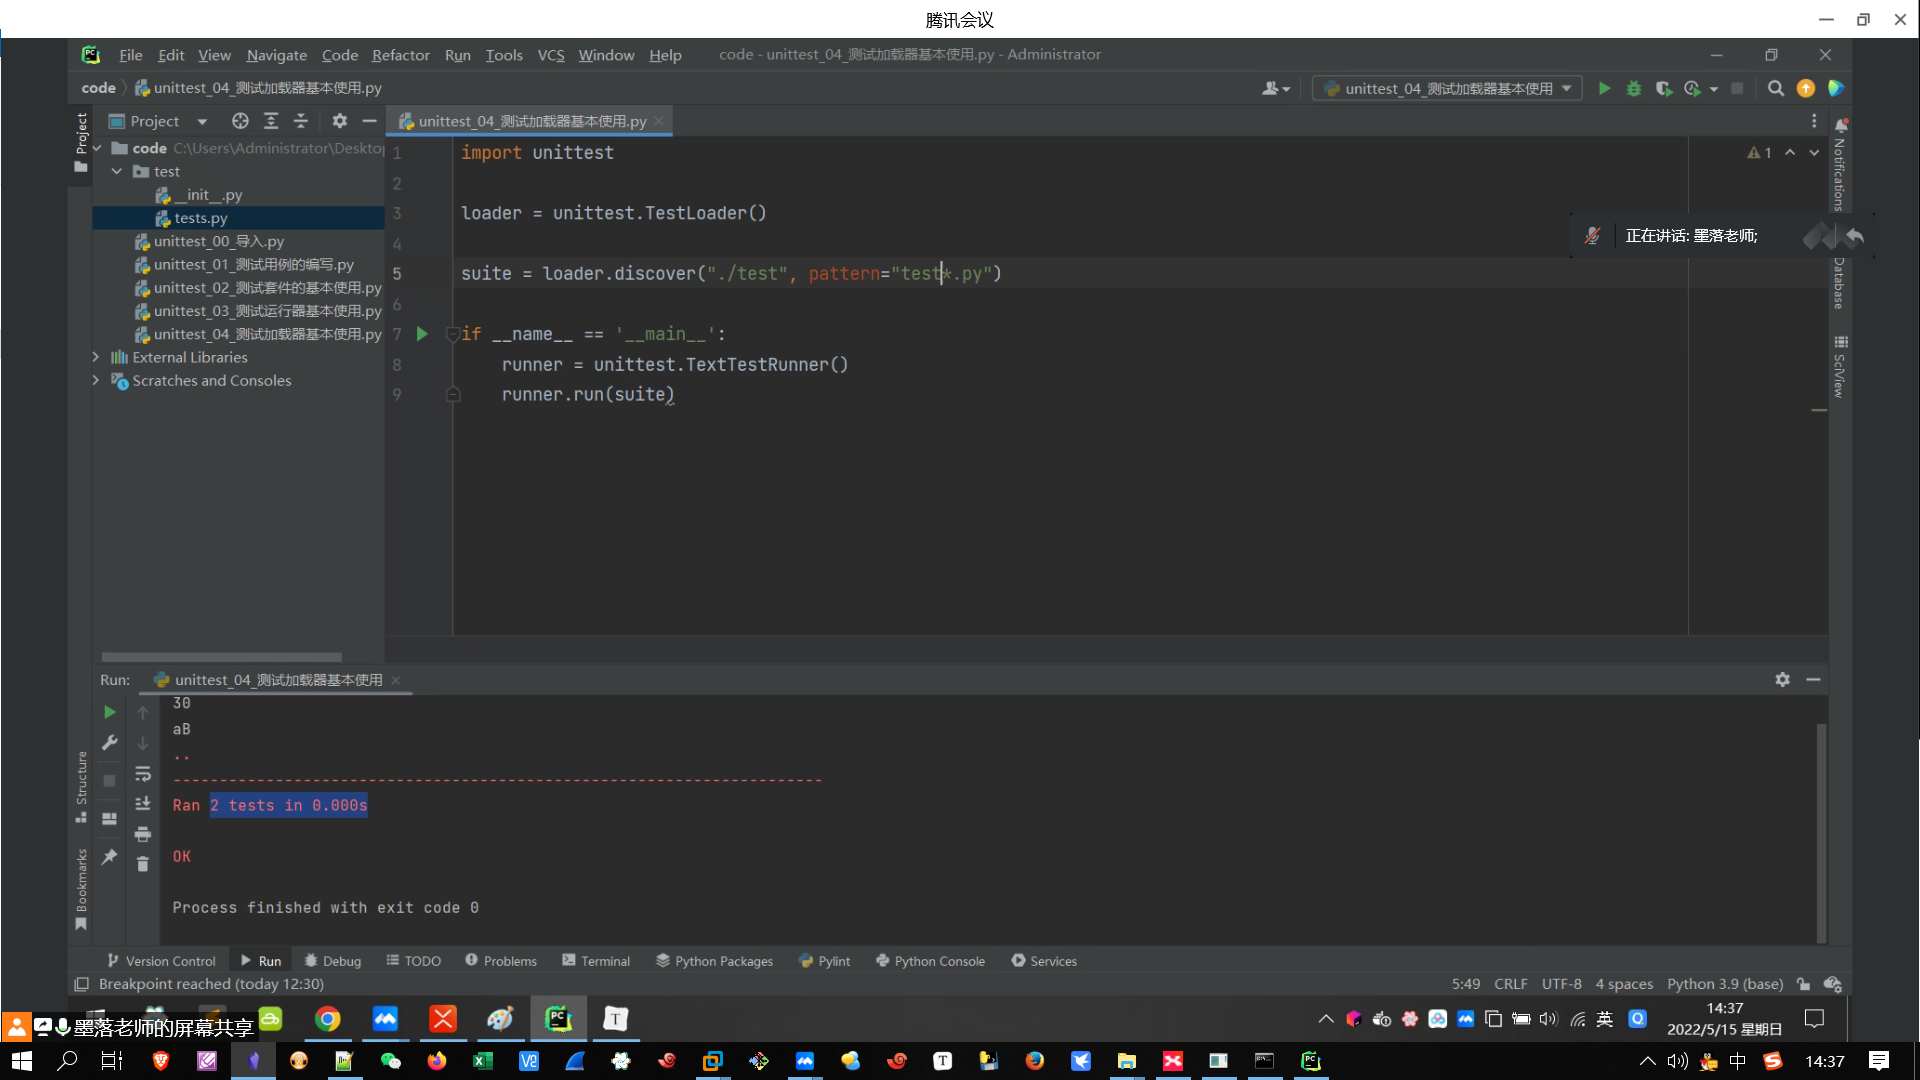 腾讯会议
File Edit View Navigate Code Refactor Run Tools VCS Window Help code - unittest_04_测试加载器基本使用.py - Administrator
code unittest_04_测试加载器基本使用.py
unittest_04_测试加载器基本使用
Project
Project
unittest_04_测试加载器基本使用.py
code C:\Users\Administrator\Deskto
test
__init__.py
tests.py
unittest_00_导入.py
unittest_01_测试用例的编写.py
unittest_02_测试套件的基本使用.py
unittest_03_测试运行器基本使用.py
unittest_04_测试加载器基本使用.py
External Libraries
Scratches and Consoles
1 import unittest
2
3 loader = unittest.TestLoader()
4
5 suite = loader.discover("./test", pattern="test*.py")
6
7 if __name__ == '__main__':
8 runner = unittest.TextTestRunner()
9 runner.run(suite)
1
Notifications
正在讲话: 墨落老师;
Database
SciView
Run: unittest_04_测试加载器基本使用
30
aB
..
----------------------------------------------------------------------
Ran 2 tests in 0.000s
OK
Process finished with exit code 0
Structure
Bookmarks
Version Control Run Debug TODO Problems Terminal Python Packages Pylint Python Console Services
Breakpoint reached (today 12:30)
5:49 CRLF UTF-8 4 spaces Python 3.9 (base)
墨落老师的屏幕共享
英
14:37
2022/5/15 星期日
中
14:37